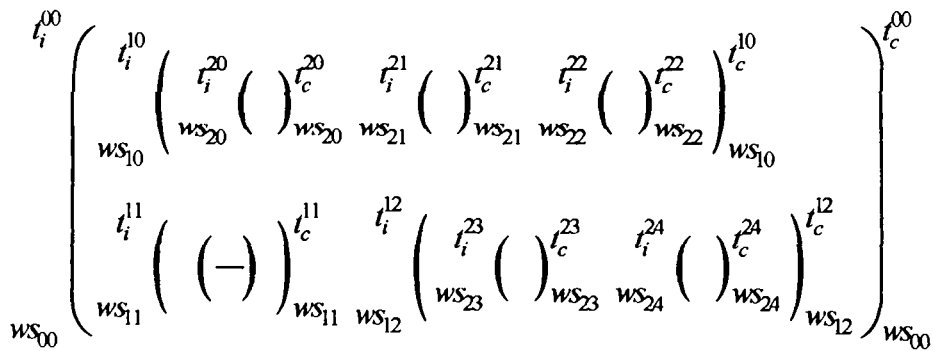 t_i^{00} ( t_i^{10} ( t_i^{20} ( ) t_c^{20} t_i^{21} ( ) t_c^{21} t_i^{22} ( ) t_c^{22} ) t_c^{10} t_c^{00}
ws_{10} ws_{20} ws_{20} ws_{21} ws_{21} ws_{22} ws_{22} ws_{10}
t_i^{11} ( (—) ) t_c^{11} t_i^{12} ( t_i^{23} ( ) t_c^{23} t_i^{24} ( ) t_c^{24} ) t_c^{12} )
ws_{11} ws_{11} ws_{12} ws_{23} ws_{23} ws_{24} ws_{24} ws_{12}
ws_{00} ws_{00}